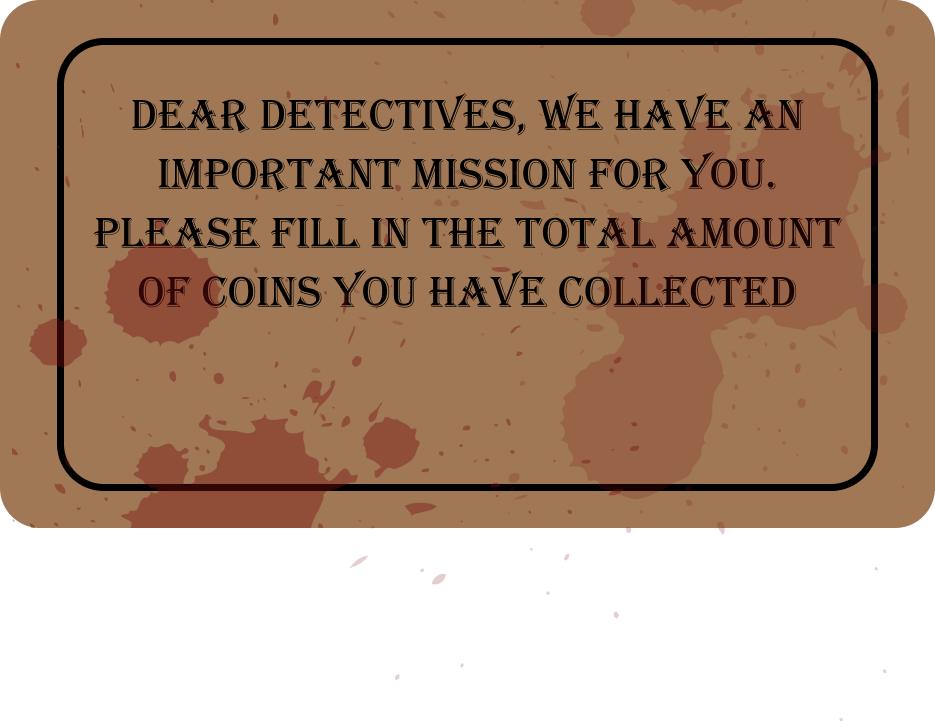 DEAR DETECTIVES, WE HAVE AN
IMPORTANT MISSION FOR YOU.
PLEASE FILL IN THE TOTAL AMOUNT
OF COINS YOU HAVE COLLECTED